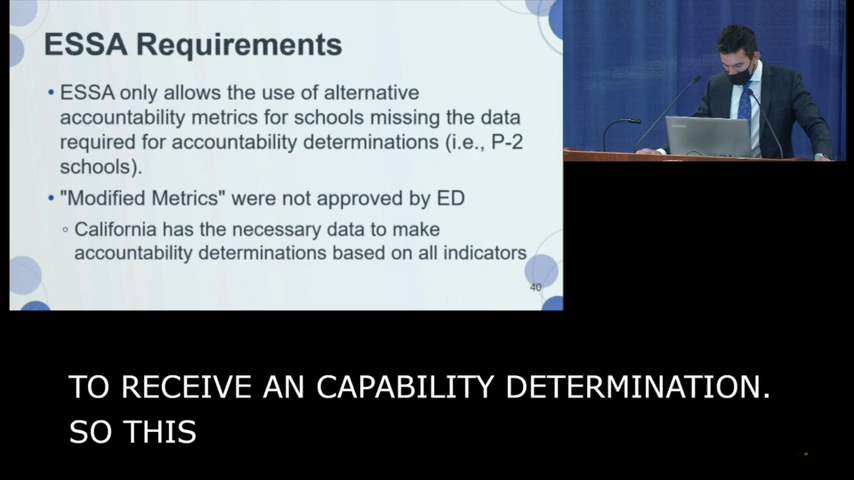 ESSA Requirements
• ESSA only allows the use of alternative
accountability metrics for schools missing the data
required for accountability determinations (i.e., P-2
schools).
• "Modified Metrics" were not approved by ED
◦ California has the necessary data to make
accountability determinations based on all indicators
40
TO RECEIVE AN CAPABILITY DETERMINATION.
SO THIS